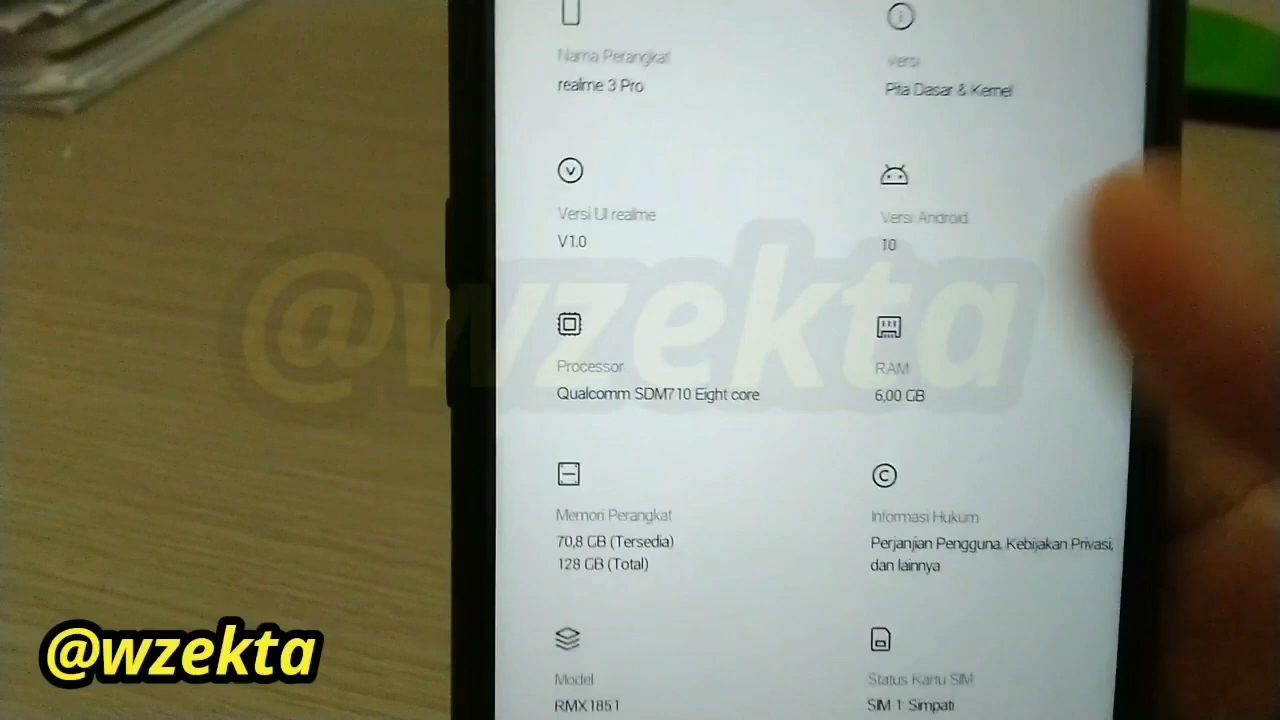 Nama Perangkat
realme 3 Pro
Versi
Pita Dasar & Kernel
Versi UI realme
V1.0
Versi Android
10
@wzekta
Processor
Qualcomm SDM710 Eight core
RAM
6,00 GB
Memori Perangkat
70,8 GB (Tersedia)
128 GB (Total)
Informasi Hukum
Perjanjian Pengguna, Kebijakan Privasi,
dan lainnya
@wzekta
Model
RMX1851
Status Kartu SIM
SIM 1: Simpati